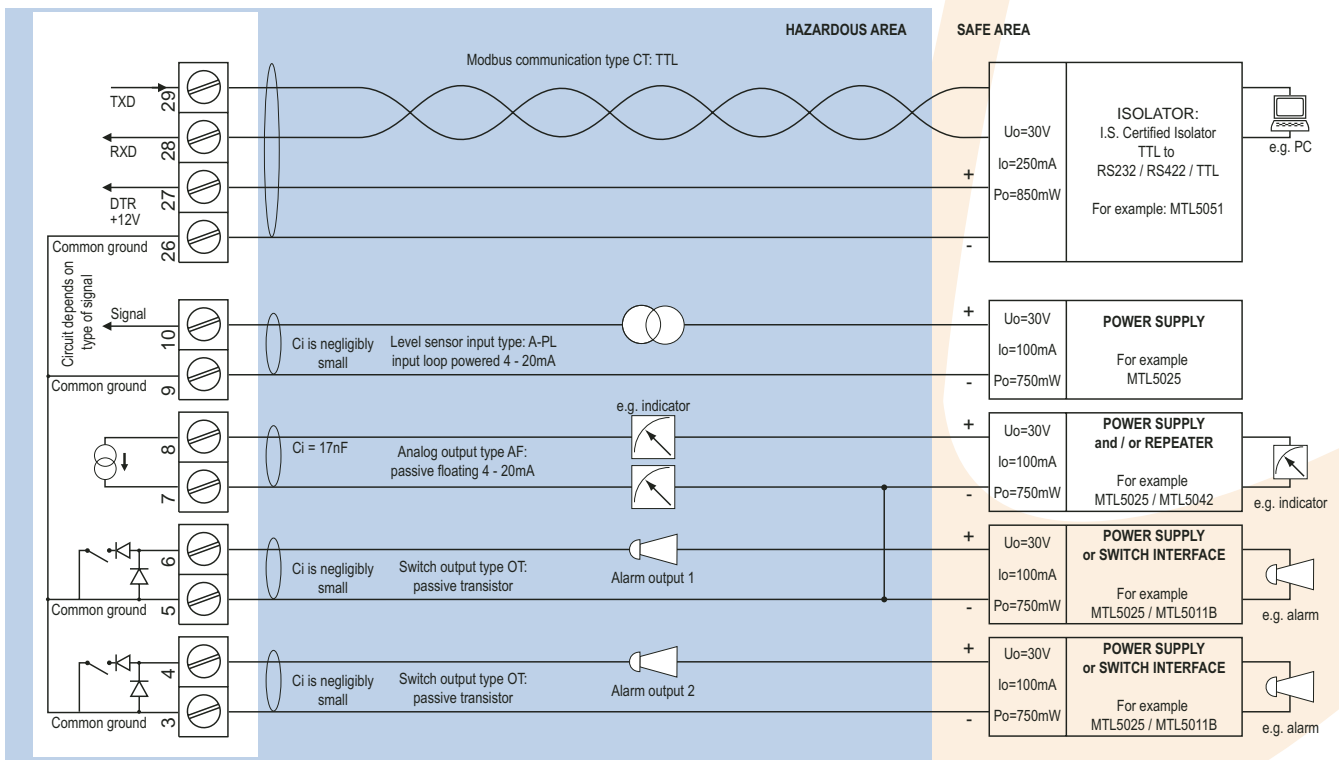 HAZARDOUS AREA
SAFE AREA
Modbus communication type CT: TTL
TXD
29
RXD
28
DTR
+12V
27
Common ground
26
+
-
Uo=30V
Io=250mA
Po=850mW
ISOLATOR:
I.S. Certified Isolator
TTL to
RS232 / RS422 / TTL
For example: MTL5051
e.g. PC
Circuit depends on
type of signal
Signal
10
Common ground
9
Ci is negligibly
small
Level sensor input type: A-PL
input loop powered 4 - 20mA
+
-
Uo=30V
Io=100mA
Po=750mW
POWER SUPPLY
For example
MTL5025
8
7
Ci = 17nF
Analog output type AF:
passive floating 4 - 20mA
e.g. indicator
+
-
Uo=30V
Io=100mA
Po=750mW
POWER SUPPLY
and / or REPEATER
For example
MTL5025 / MTL5042
e.g. indicator
6
Common ground
5
Ci is negligibly
small
Switch output type OT:
passive transistor
Alarm output 1
+
-
Uo=30V
Io=100mA
Po=750mW
POWER SUPPLY
or SWITCH INTERFACE
For example
MTL5025 / MTL5011B
e.g. alarm
4
Common ground
3
Ci is negligibly
small
Switch output type OT:
passive transistor
Alarm output 2
+
-
Uo=30V
Io=100mA
Po=750mW
POWER SUPPLY
or SWITCH INTERFACE
For example
MTL5025 / MTL5011B
e.g. alarm